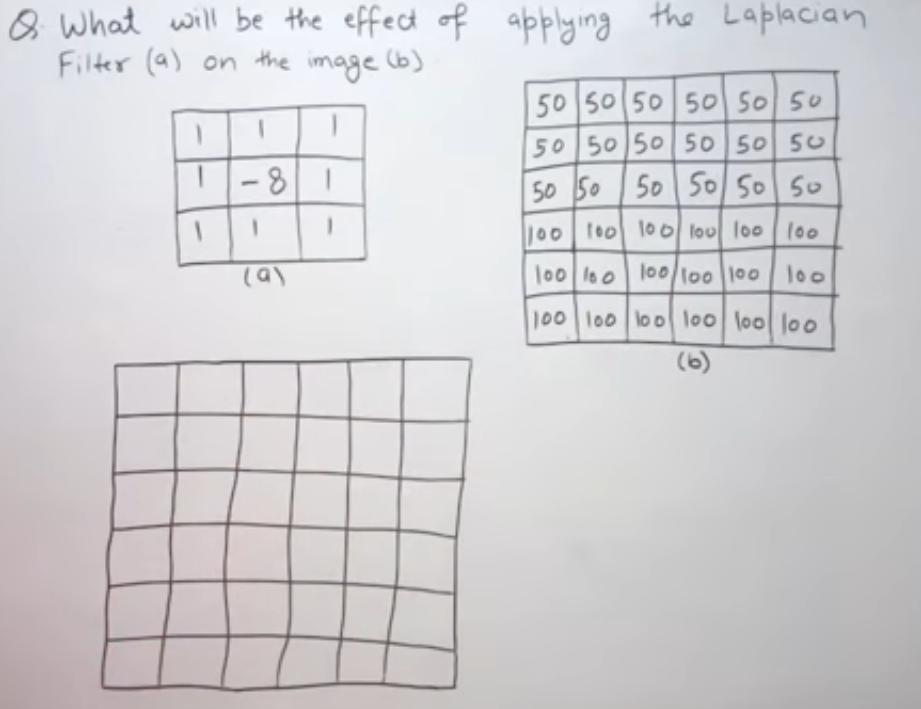 Q. What will be the effect of applying the Laplacian
Filter (a) on the image (b)
1 1 1
1 -8 1
1 1 1
(a)
50 50 50 50 50 50
50 50 50 50 50 50
50 50 50 50 50 50
100 100 100 100 100 100
100 100 100 100 100 100
100 100 100 100 100 100
(b)